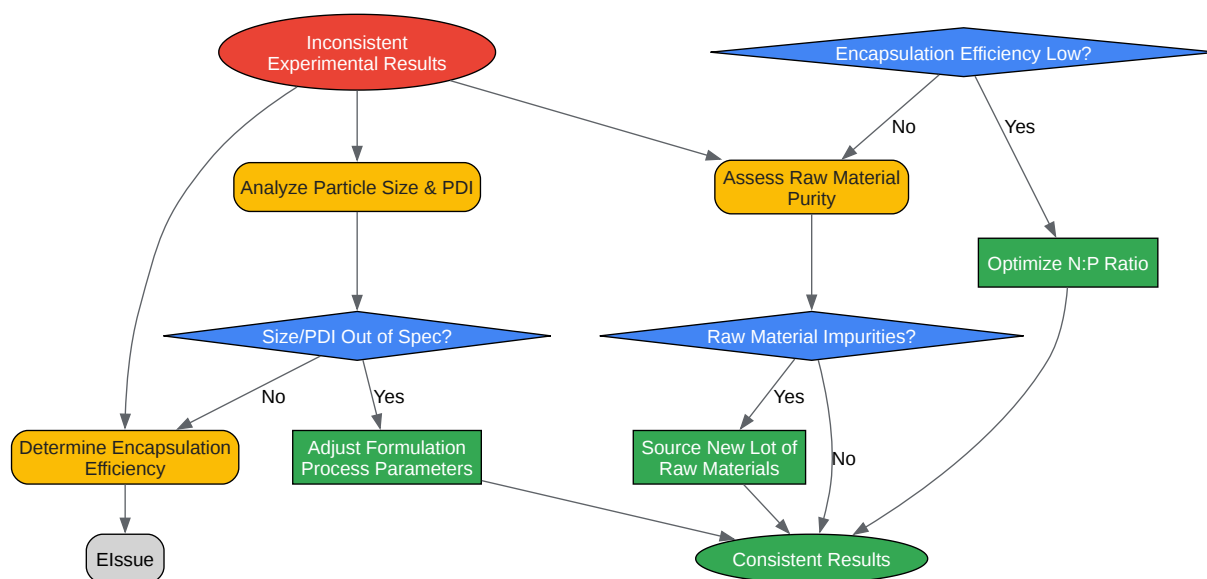 Inconsistent
Experimental Results
Encapsulation Efficiency Low?
No
Yes
Analyze Particle Size & PDI
Assess Raw Material
Purity
Optimize N:P Ratio
Size/PDI Out of Spec?
Raw Material Impurities?
No
Yes
Yes
No
Determine Encapsulation
Efficiency
Adjust Formulation
Process Parameters
Source New Lot of
Raw Materials
EIssue
Consistent Results